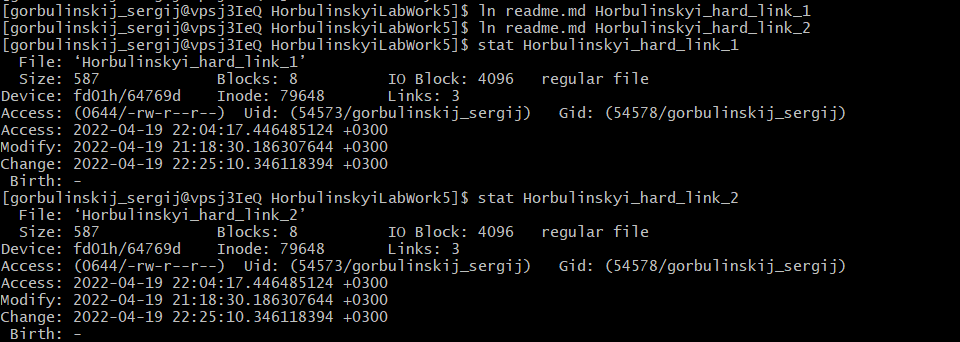 [gorbulinskij_sergij@vpsj3IeQ HorbulinskyiLabWork5]$ ln readme.md Horbulinskyi_hard_link_1
[gorbulinskij_sergij@vpsj3IeQ HorbulinskyiLabWork5]$ ln readme.md Horbulinskyi_hard_link_2
[gorbulinskij_sergij@vpsj3IeQ HorbulinskyiLabWork5]$ stat Horbulinskyi_hard_link_1
  File: ‘Horbulinskyi_hard_link_1’
  Size: 587             Blocks: 8          IO Block: 4096   regular file
Device: fd01h/64769d    Inode: 79648       Links: 3
Access: (0644/-rw-r--r--)  Uid: (54573/gorbulinskij_sergij)   Gid: (54578/gorbulinskij_sergij)
Access: 2022-04-19 22:04:17.446485124 +0300
Modify: 2022-04-19 21:18:30.186307644 +0300
Change: 2022-04-19 22:25:10.346118394 +0300
 Birth: -
[gorbulinskij_sergij@vpsj3IeQ HorbulinskyiLabWork5]$ stat Horbulinskyi_hard_link_2
  File: ‘Horbulinskyi_hard_link_2’
  Size: 587             Blocks: 8          IO Block: 4096   regular file
Device: fd01h/64769d    Inode: 79648       Links: 3
Access: (0644/-rw-r--r--)  Uid: (54573/gorbulinskij_sergij)   Gid: (54578/gorbulinskij_sergij)
Access: 2022-04-19 22:04:17.446485124 +0300
Modify: 2022-04-19 21:18:30.186307644 +0300
Change: 2022-04-19 22:25:10.346118394 +0300
 Birth: -